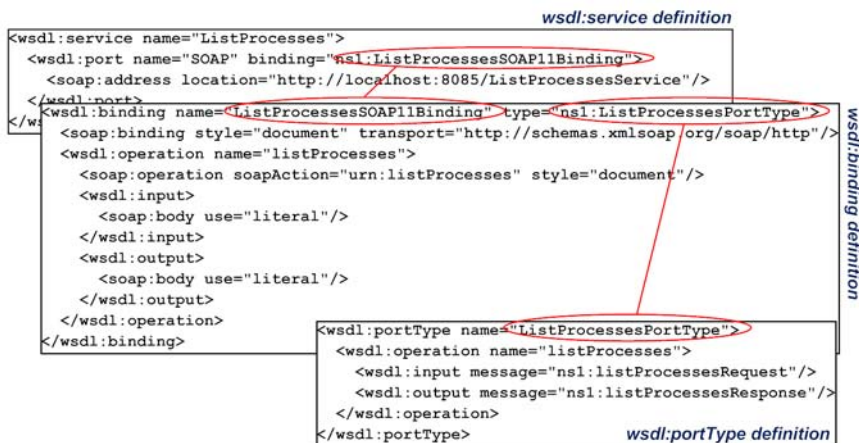 wsdl:service definition
<wsdl:service name="ListProcesses">
<wsdl:port name="SOAP" binding="ns1:ListProcessesSOAP11Binding">
<soap:address location="http://localhost:8085/ListProcessesService"/>
</wsdl:port>
</ws
<wsdl:binding name="ListProcessesSOAP11Binding" type="ns1:ListProcessesPortType">
<soap:binding style="document" transport="http://schemas.xmlsoap.org/soap/http"/>
<wsdl:operation name="listProcesses">
<soap:operation soapAction="urn:listProcesses" style="document"/>
<wsdl:input>
<soap:body use="literal"/>
</wsdl:input>
<wsdl:output>
<soap:body use="literal"/>
</wsdl:output>
</wsdl:operation>
</wsdl:binding>
wsdl:binding definition
<wsdl:portType name="ListProcessesPortType">
<wsdl:operation name="listProcesses">
<wsdl:input message="ns1:listProcessesRequest"/>
<wsdl:output message="ns1:listProcessesResponse"/>
</wsdl:operation>
</wsdl:portType>
wsdl:portType definition